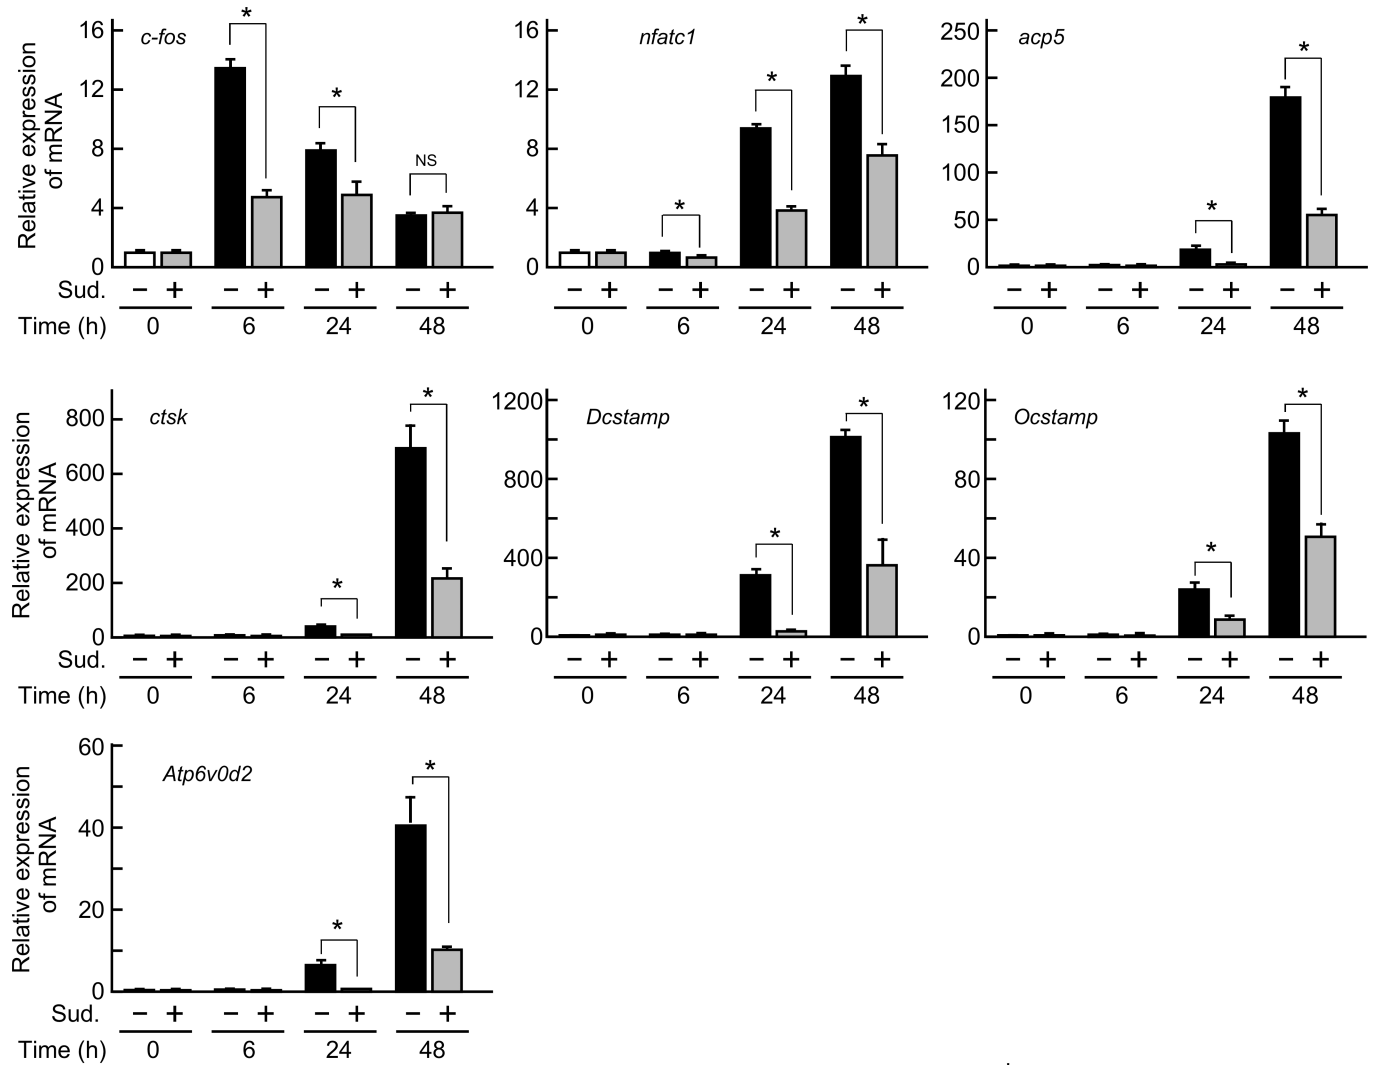 c-fos
Relative expression
of mRNA
16
12
8
4
0
*
*
NS
Sud. − + − + − + − +
Time (h) 0 6 24 48
nfatc1
16
12
8
4
0
*
*
*
− + − + − + − +
0 6 24 48
acp5
250
200
150
100
50
0
*
*
− + − + − + − +
0 6 24 48
ctsk
Relative expression
of mRNA
800
600
400
200
0
*
*
Sud. − + − + − + − +
Time (h) 0 6 24 48
Dcstamp
1200
800
400
0
*
*
− + − + − + − +
0 6 24 48
Ocstamp
120
80
40
0
*
*
− + − + − + − +
0 6 24 48
Atp6v0d2
Relative expression
of mRNA
60
40
20
0
*
*
Sud. − + − + − + − +
Time (h) 0 6 24 48